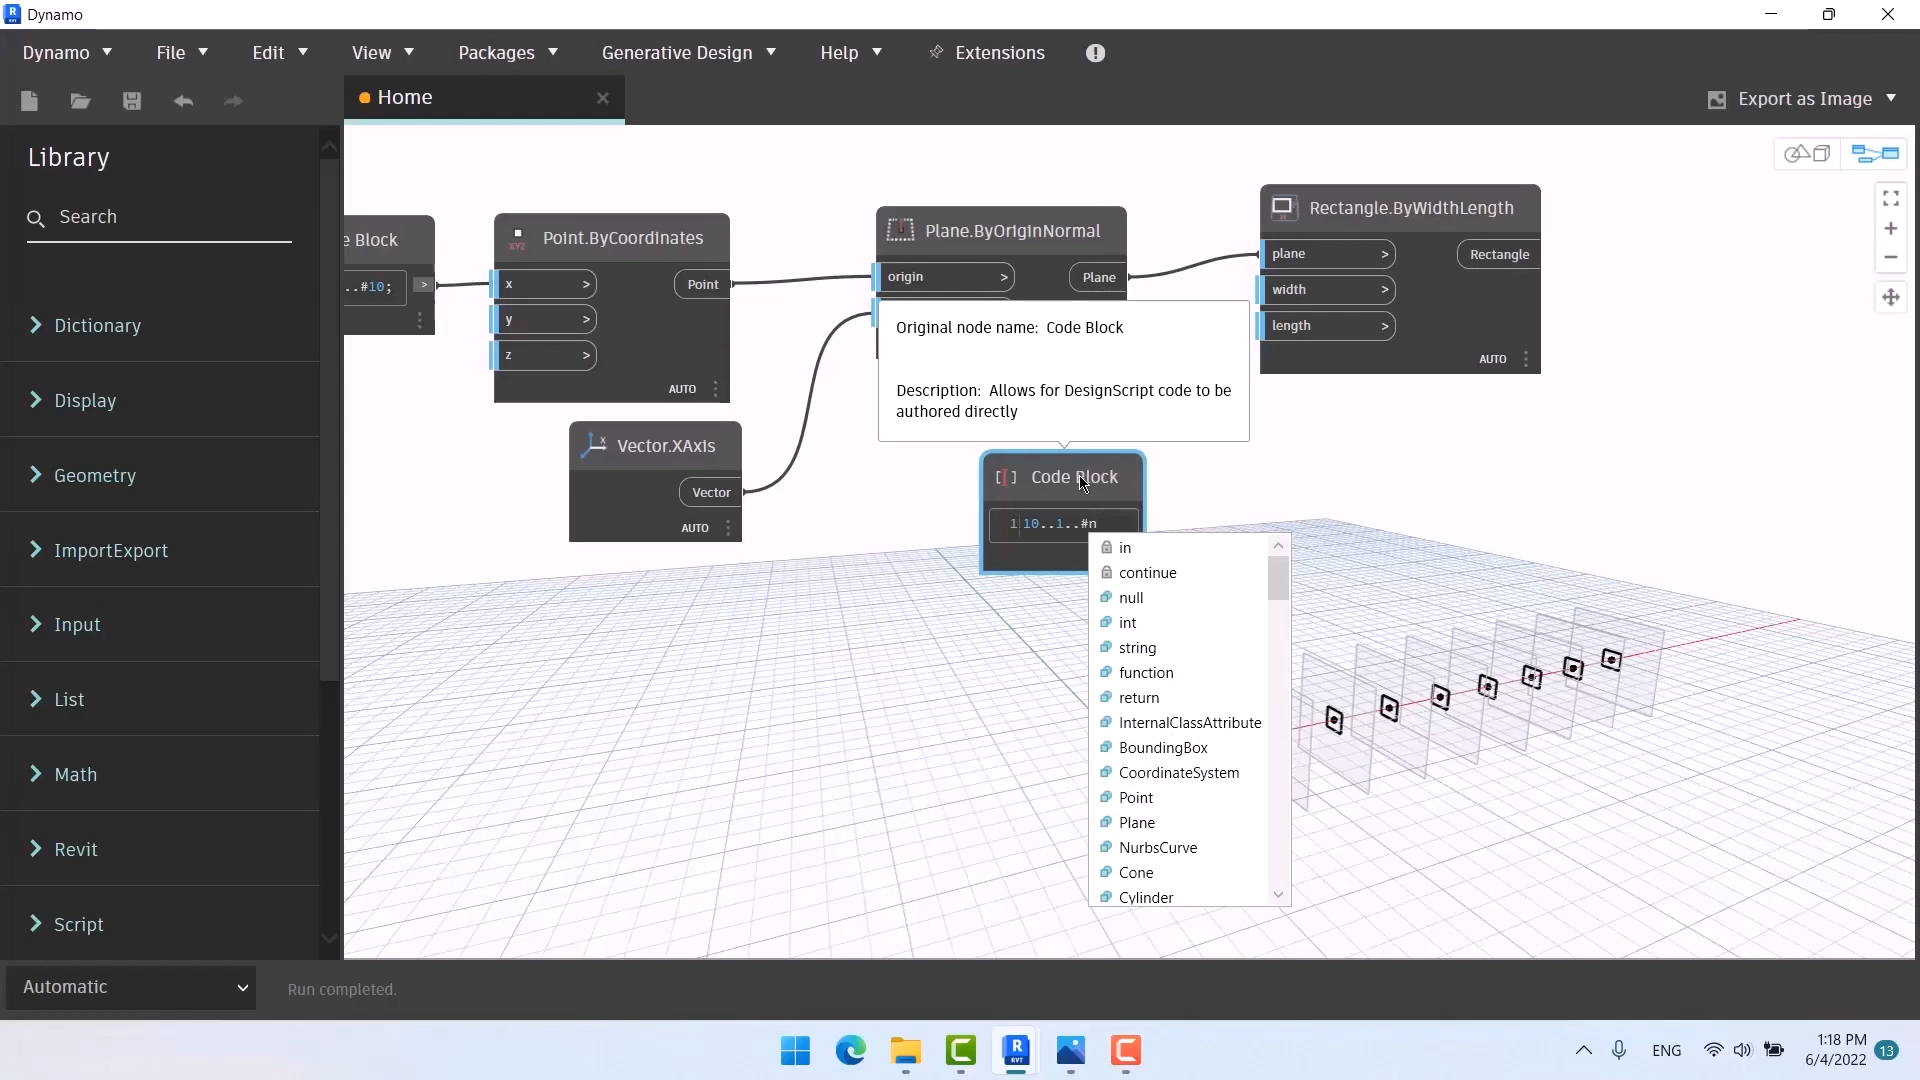 Dynamo
Dynamo File Edit View Packages Generative Design Help Extensions
Home
Export as Image
Library
Search
Dictionary
Display
Geometry
ImportExport
Input
List
Math
Revit
Script
e Block
..#10; >
Point.ByCoordinates
XYZ
x > Point
y >
z >
AUTO
Vector.XAxis
Vector
AUTO
Plane.ByOriginNormal
origin > Plane
Original node name: Code Block
Description: Allows for DesignScript code to be
authored directly
Rectangle.ByWidthLength
plane > Rectangle
width >
length >
AUTO
Code Block
1 10..1..#n
in
continue
null
int
string
function
return
InternalClassAttribute
BoundingBox
CoordinateSystem
Point
Plane
NurbsCurve
Cone
Cylinder
Automatic
Run completed.
ENG
1:18 PM
6/4/2022
13